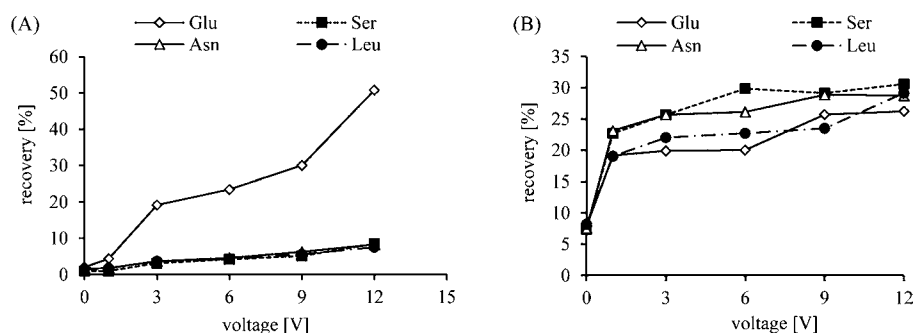 (A)
Glu Ser
Asn Leu
recovery [%]
60
50
40
30
20
10
0
0 3 6 9 12 15
voltage [V]
(B)
Glu Ser
Asn Leu
recovery [%]
35
30
25
20
15
10
5
0
0 3 6 9 12
voltage [V]